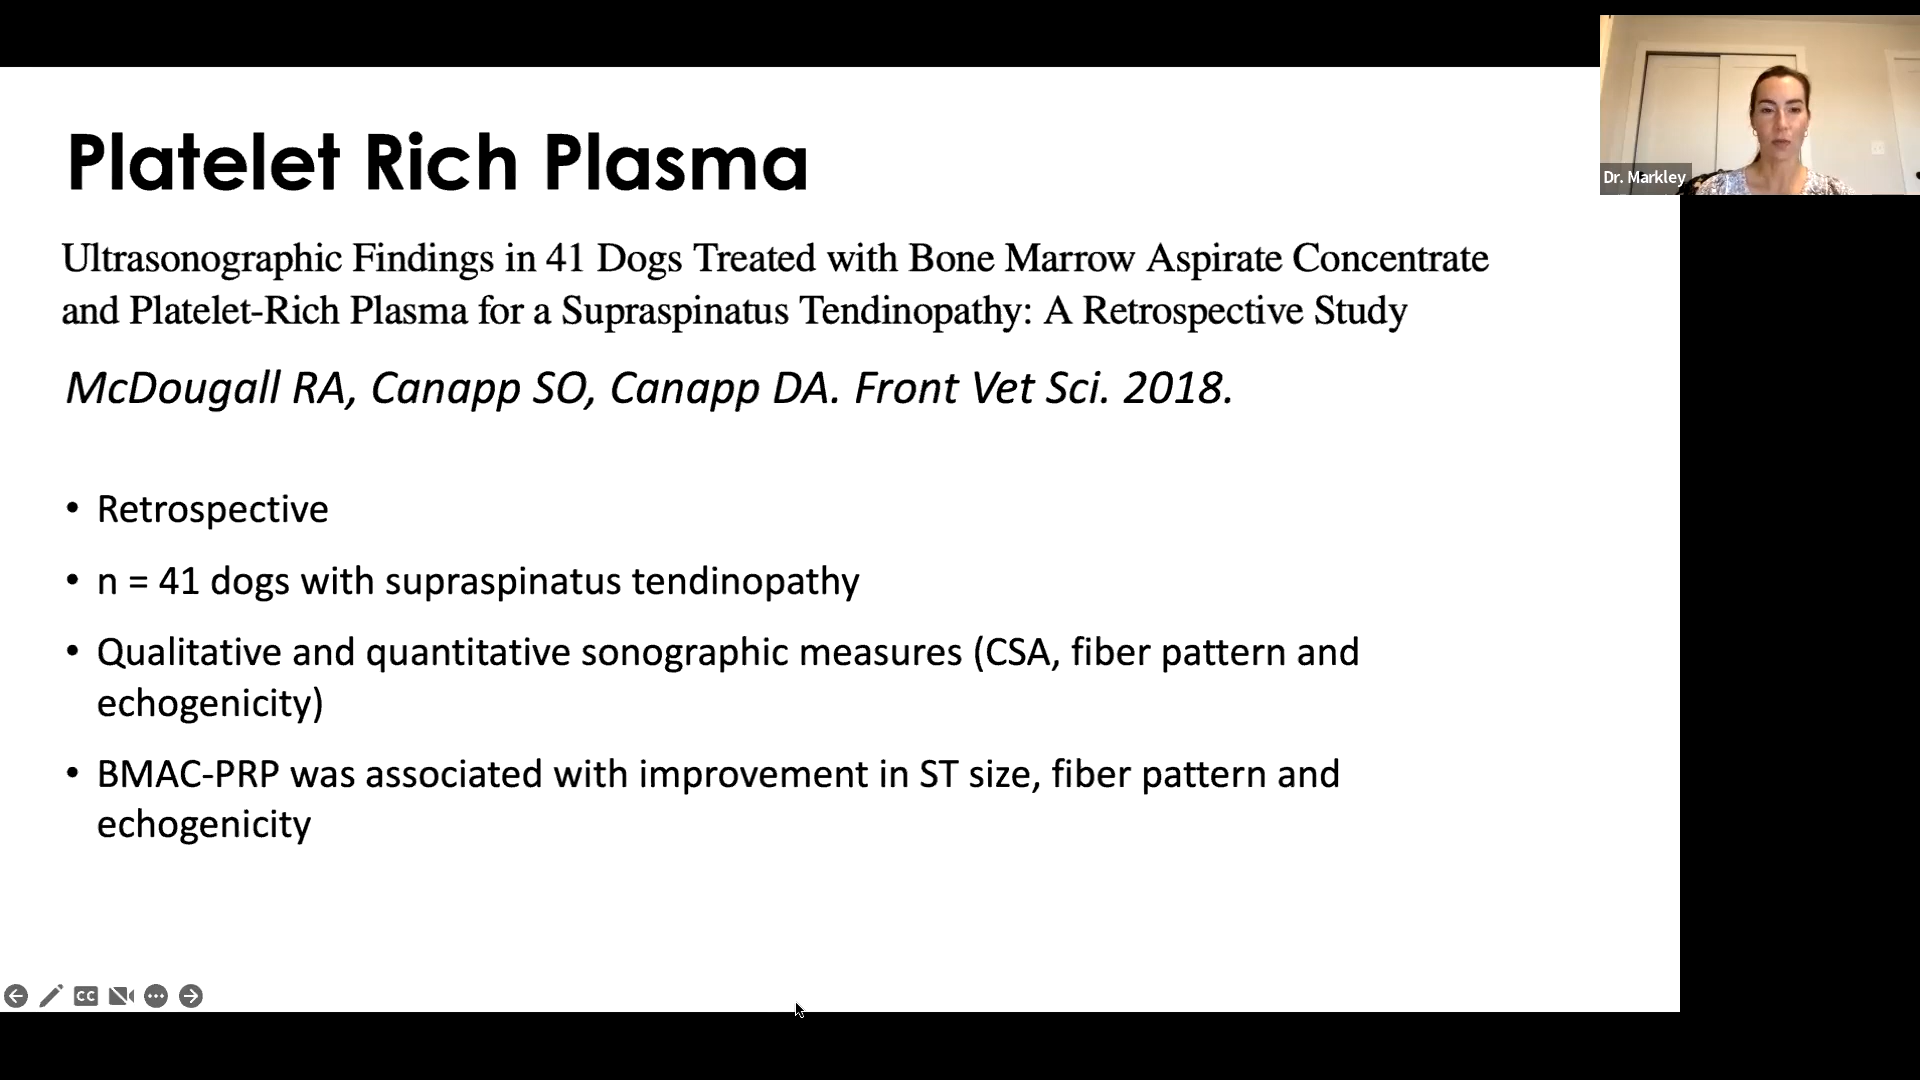 Platelet Rich Plasma
Dr. Markley
Ultrasonographic Findings in 41 Dogs Treated with Bone Marrow Aspirate Concentrate
and Platelet-Rich Plasma for a Supraspinatus Tendinopathy: A Retrospective Study
McDougall RA, Canapp SO, Canapp DA. Front Vet Sci. 2018.
• Retrospective
• n = 41 dogs with supraspinatus tendinopathy
• Qualitative and quantitative sonographic measures (CSA, fiber pattern and
echogenicity)
• BMAC-PRP was associated with improvement in ST size, fiber pattern and
echogenicity
CC